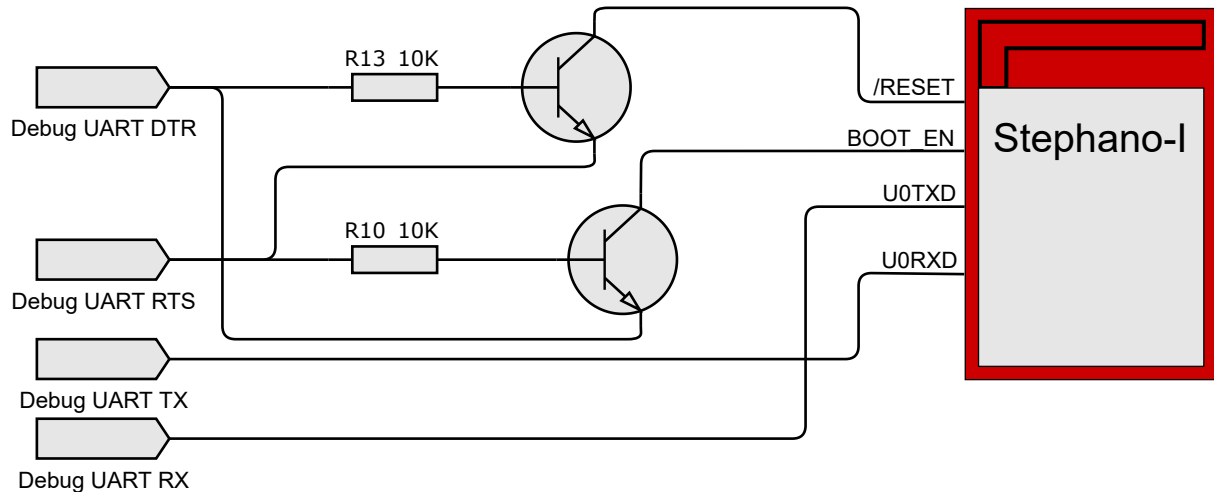 R13 10K
/RESET
Debug UART DTR
BOOT_EN
Stephano-I
U0TXD
R10 10K
U0RXD
Debug UART RTS
Debug UART TX
Debug UART RX